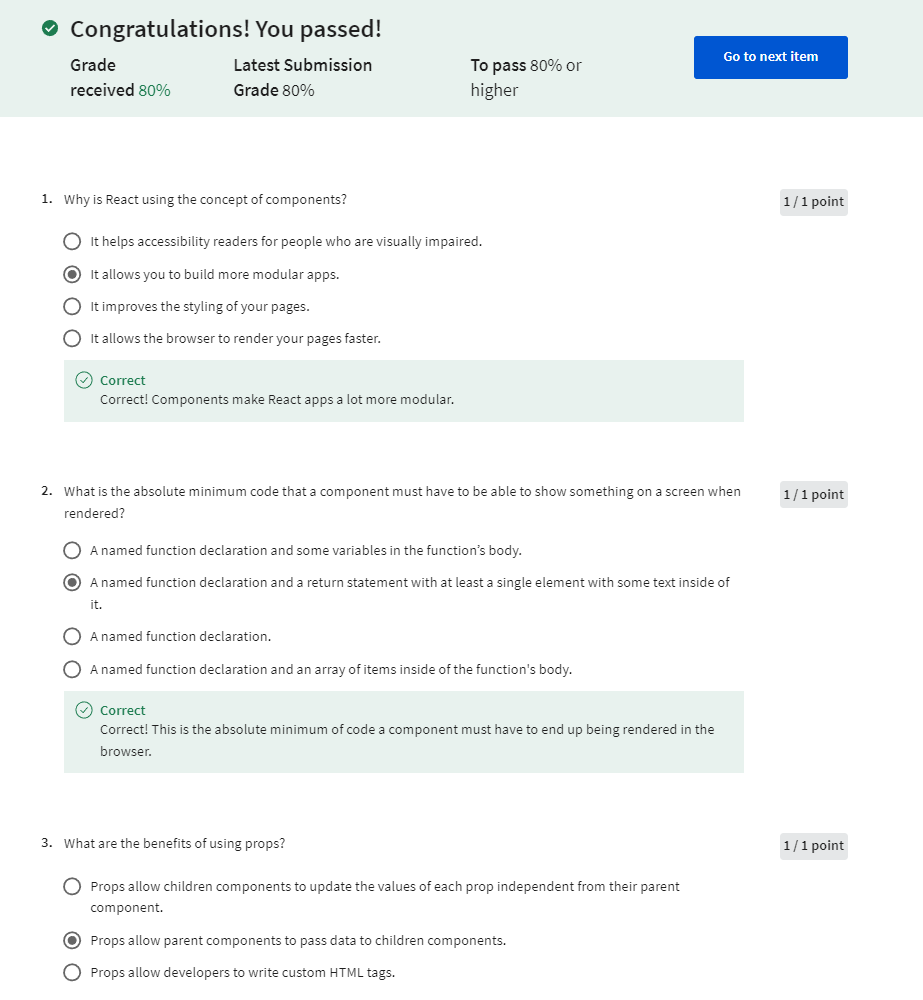 Congratulations! You passed!
Grade received 80%
Latest Submission Grade 80%
To pass 80% or higher
Go to next item
1. Why is React using the concept of components?
1 / 1 point
It helps accessibility readers for people who are visually impaired.
It allows you to build more modular apps.
It improves the styling of your pages.
It allows the browser to render your pages faster.
Correct
Correct! Components make React apps a lot more modular.
2. What is the absolute minimum code that a component must have to be able to show something on a screen when
rendered?
1 / 1 point
A named function declaration and some variables in the function’s body.
A named function declaration and a return statement with at least a single element with some text inside of
it.
A named function declaration.
A named function declaration and an array of items inside of the function's body.
Correct
Correct! This is the absolute minimum of code a component must have to end up being rendered in the
browser.
3. What are the benefits of using props?
1 / 1 point
Props allow children components to update the values of each prop independent from their parent
component.
Props allow parent components to pass data to children components.
Props allow developers to write custom HTML tags.